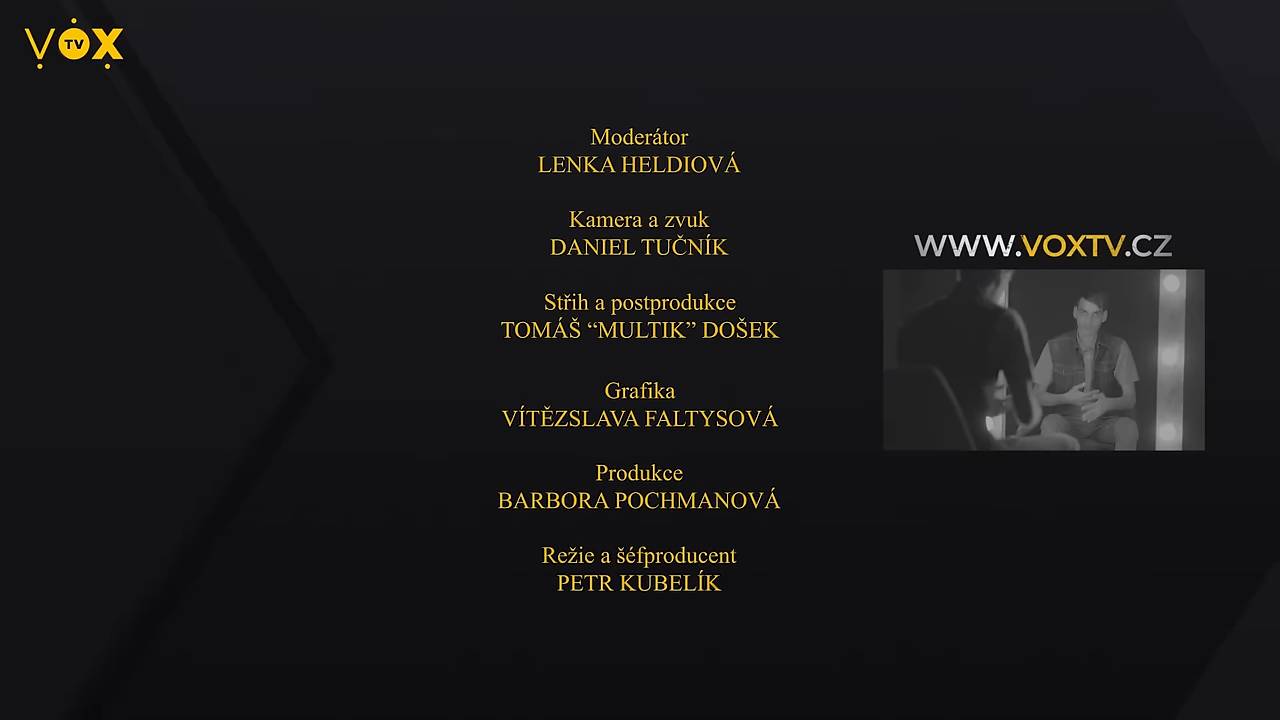 VOX
TV
Moderátor
LENKA HELDIOVÁ
Kamera a zvuk
DANIEL TUČNÍK
Střih a postprodukce
TOMÁŠ “MULTIK” DOŠEK
Grafika
VÍTĚZSLAVA FALTYSOVÁ
Produkce
BARBORA POCHMANOVÁ
Režie a šéfproducent
PETR KUBELÍK
WWW.VOXTV.CZ